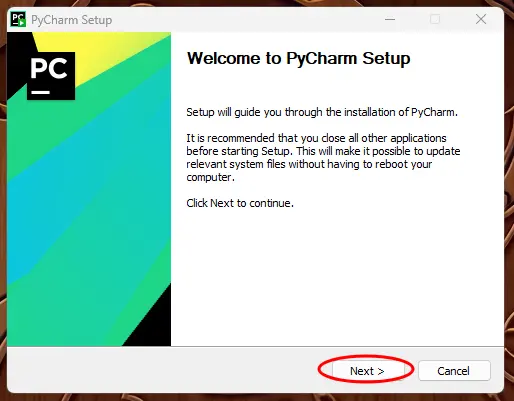 PyCharm Setup
PC
Welcome to PyCharm Setup
Setup will guide you through the installation of PyCharm.
It is recommended that you close all other applications
before starting Setup. This will make it possible to update
relevant system files without having to reboot your
computer.
Click Next to continue.
Next >
Cancel